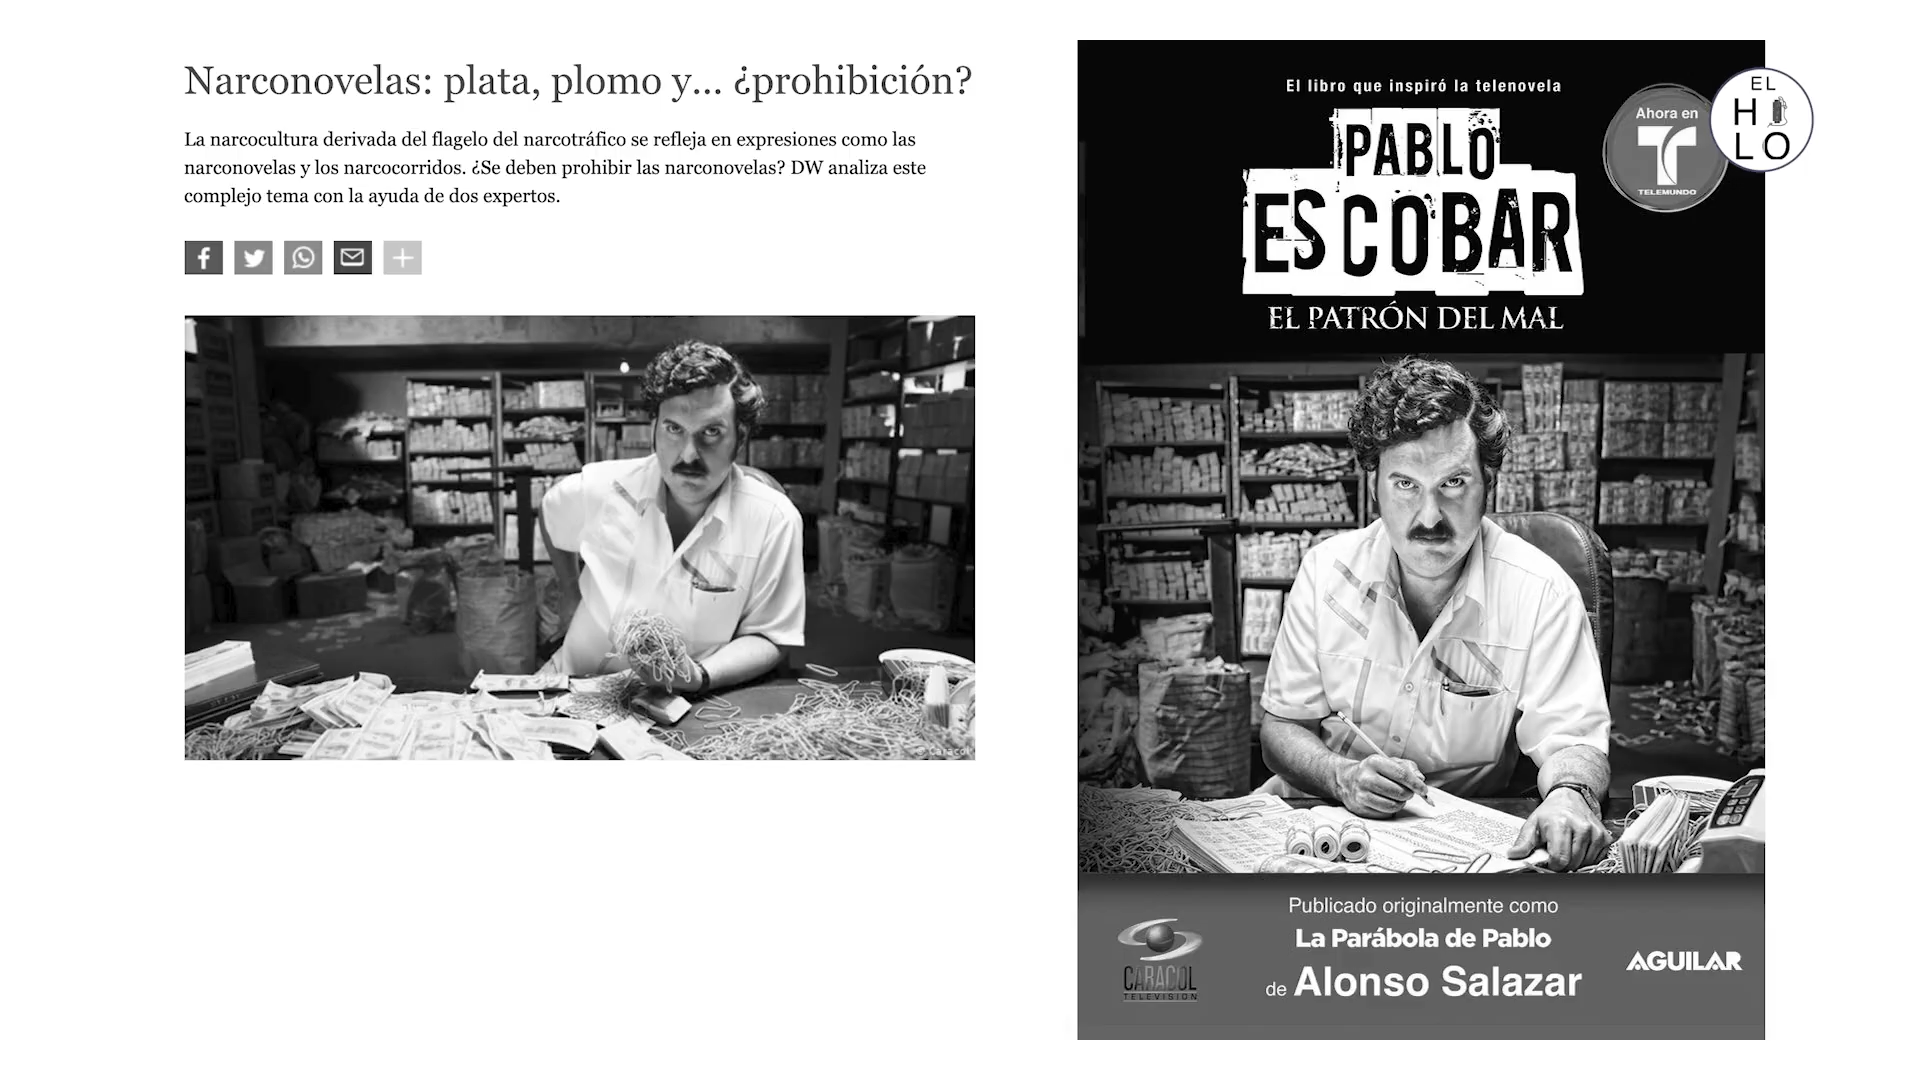 Narconovelas: plata, plomo y... ¿prohibición?
La narcocultura derivada del flagelo del narcotráfico se refleja en expresiones como las
narconovelas y los narcocorridos. ¿Se deben prohibir las narconovelas? DW analiza este
complejo tema con la ayuda de dos expertos.
© Caracol
El libro que inspiró la telenovela
PABLO
ESCOBAR
EL PATRÓN DEL MAL
Ahora en
T
TELEMUNDO
EL
HILO
Publicado originalmente como
La Parábola de Pablo
de Alonso Salazar
CARACOL
TELEVISIÓN
AGUILAR